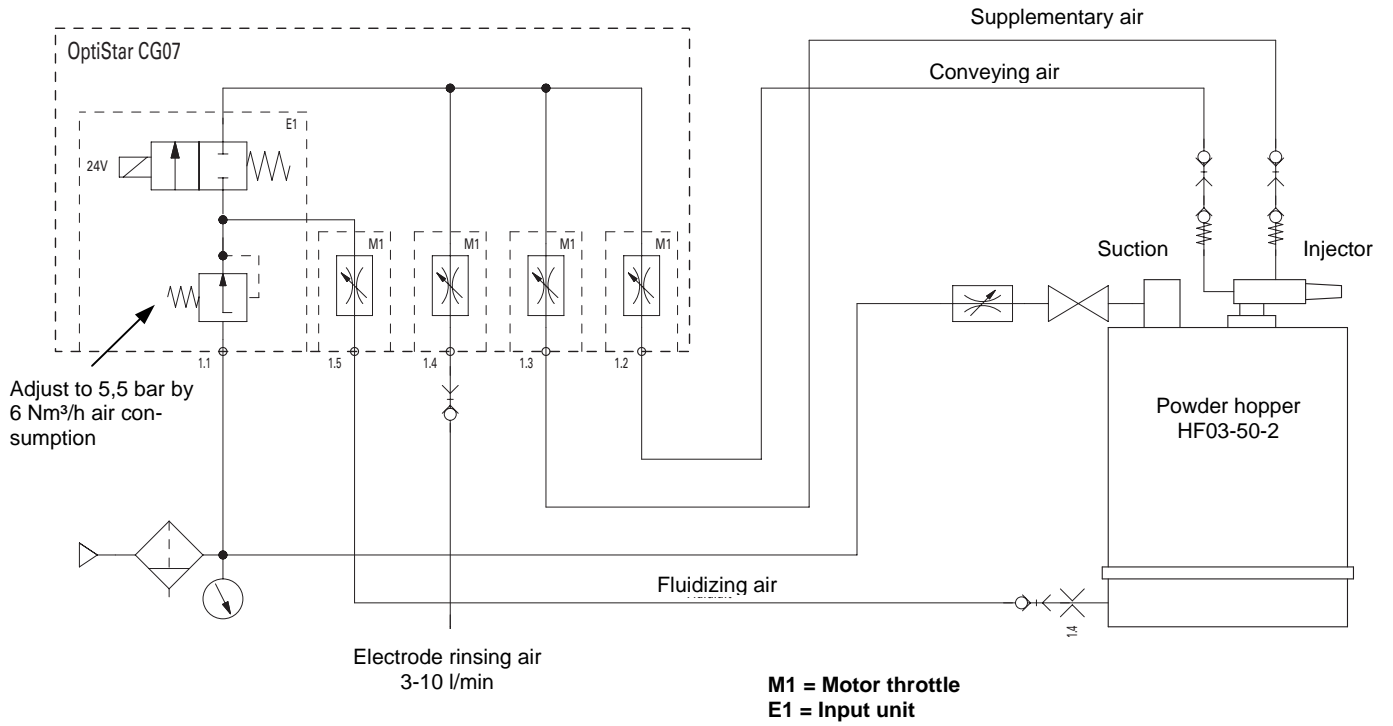 Supplementary air
OptiStar CG07
Conveying air
E1
24V
M1
M1
M1
M1
Suction
Injector
1.1
1.5
1.4
1.3
1.2
Adjust to 5,5 bar by
6 Nm³/h air con-
sumption
Powder hopper
HF03-50-2
Fluidizing air
1.4
Electrode rinsing air
3-10 l/min
M1 = Motor throttle
E1 = Input unit